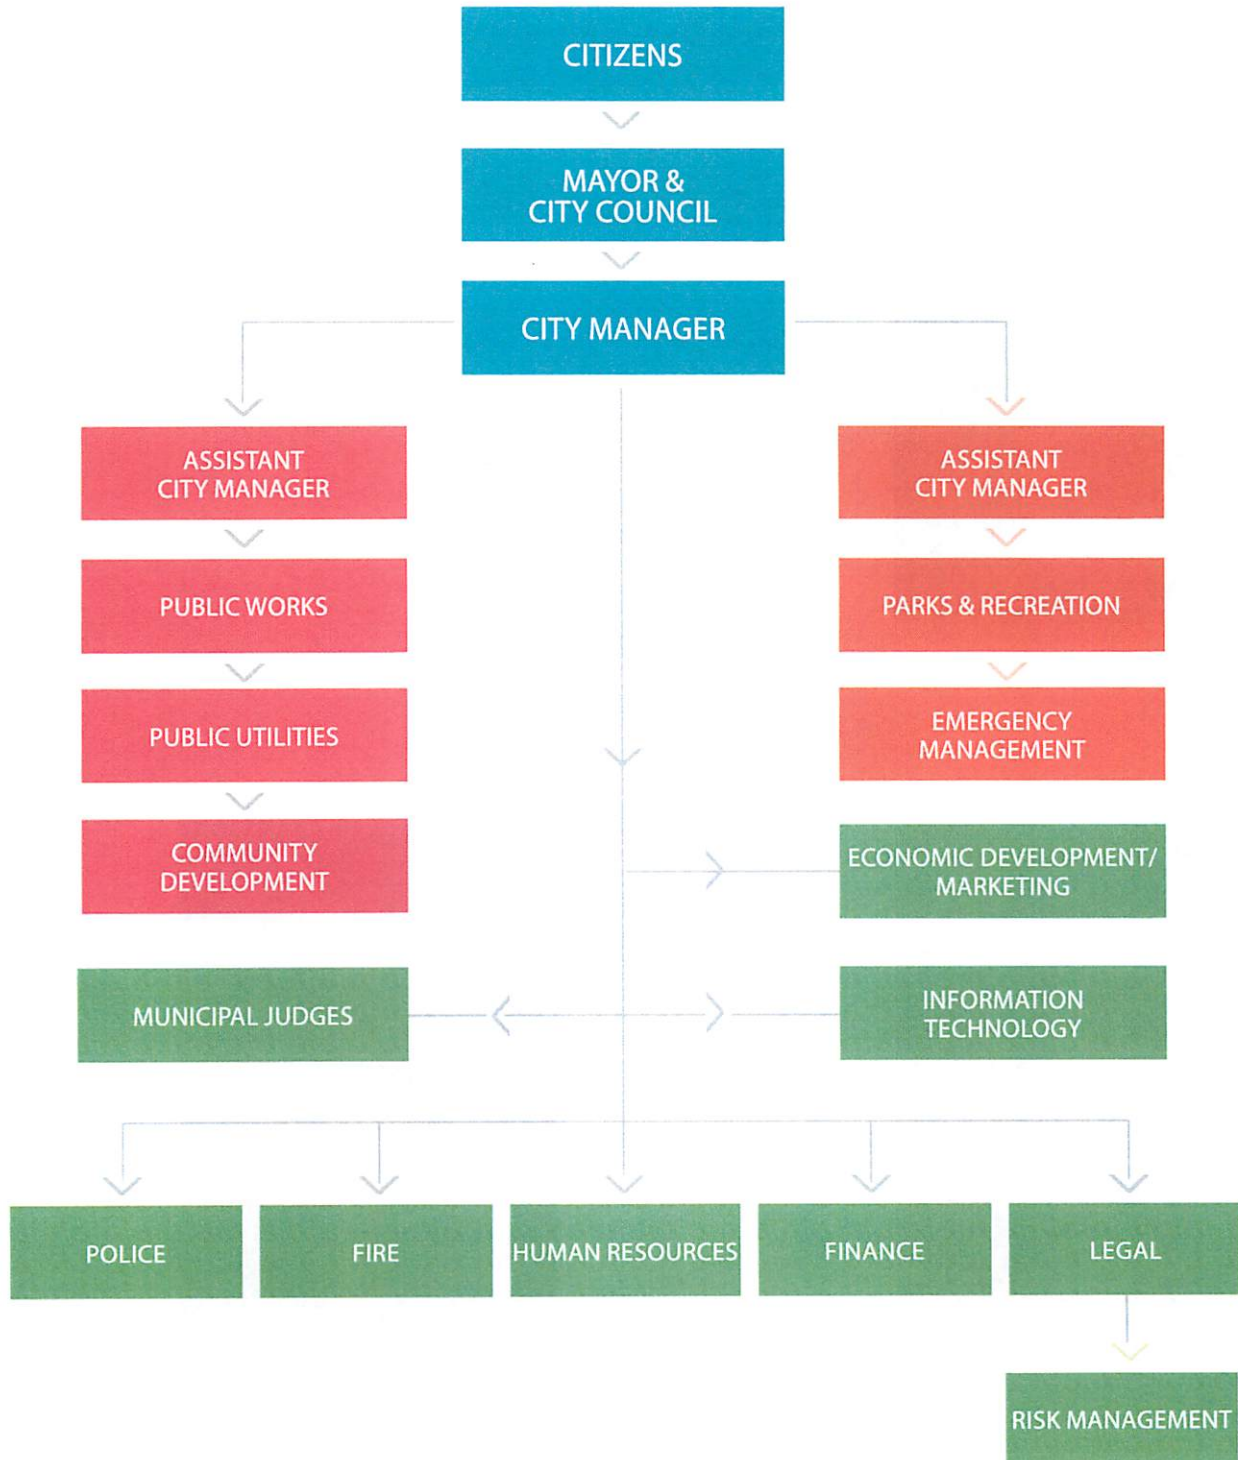 CITIZENS
MAYOR &
CITY COUNCIL
CITY MANAGER
ASSISTANT
CITY MANAGER
ASSISTANT
CITY MANAGER
PUBLIC WORKS
PARKS & RECREATION
PUBLIC UTILITIES
EMERGENCY
MANAGEMENT
COMMUNITY
DEVELOPMENT
ECONOMIC DEVELOPMENT/
MARKETING
MUNICIPAL JUDGES
INFORMATION
TECHNOLOGY
POLICE
FIRE
HUMAN RESOURCES
FINANCE
LEGAL
RISK MANAGEMENT